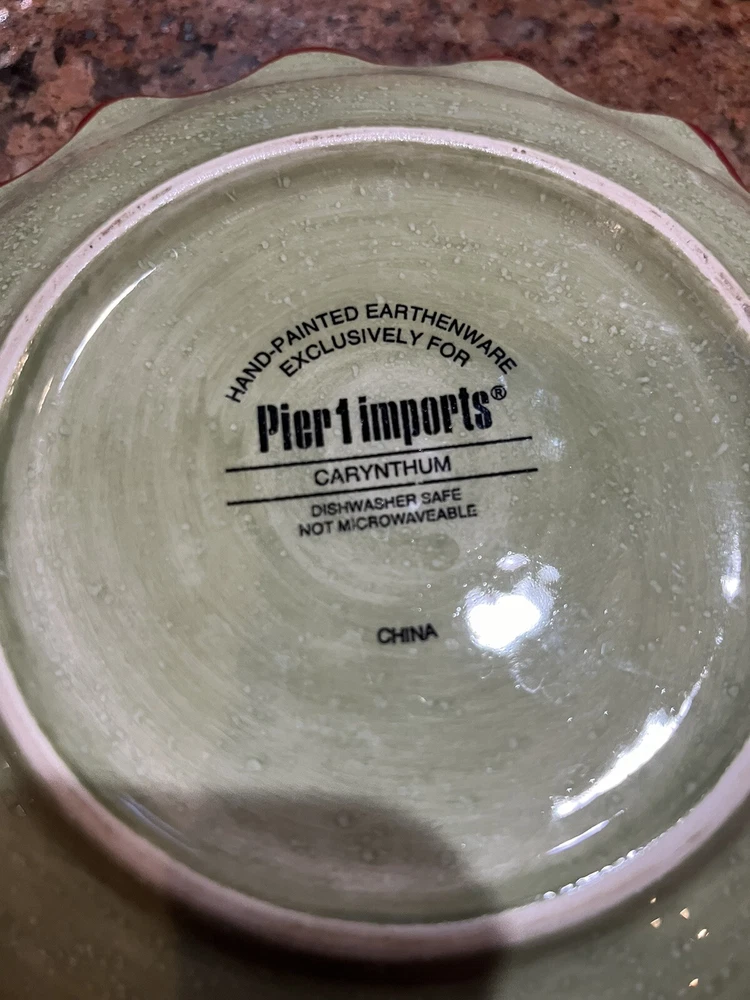 HAND-PAINTED EARTHENWARE
EXCLUSIVELY FOR
Pier 1 imports®
CARYNTHUM
DISHWASHER SAFE
NOT MICROWAVEABLE
CHINA